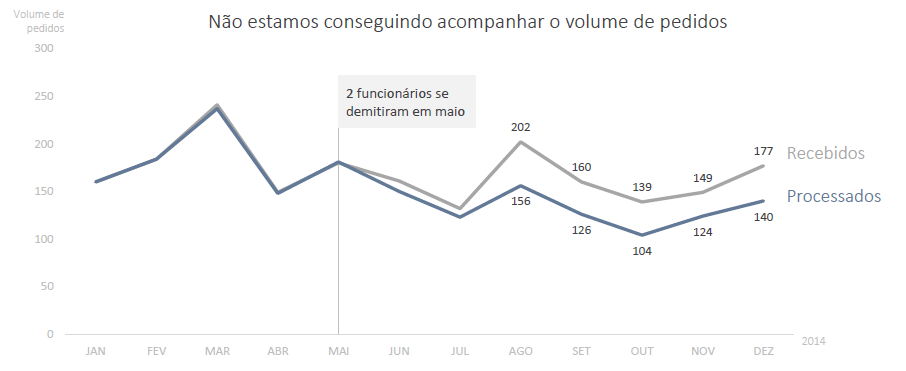 Não estamos conseguindo acompanhar o volume de pedidos
Volume de
pedidos
300
250
200
150
100
50
0
2 funcionários se
demitiram em maio
202
160
139
149
177
Recebidos
156
126
104
124
140
Processados
JAN FEV MAR ABR MAI JUN JUL AGO SET OUT NOV DEZ
2014